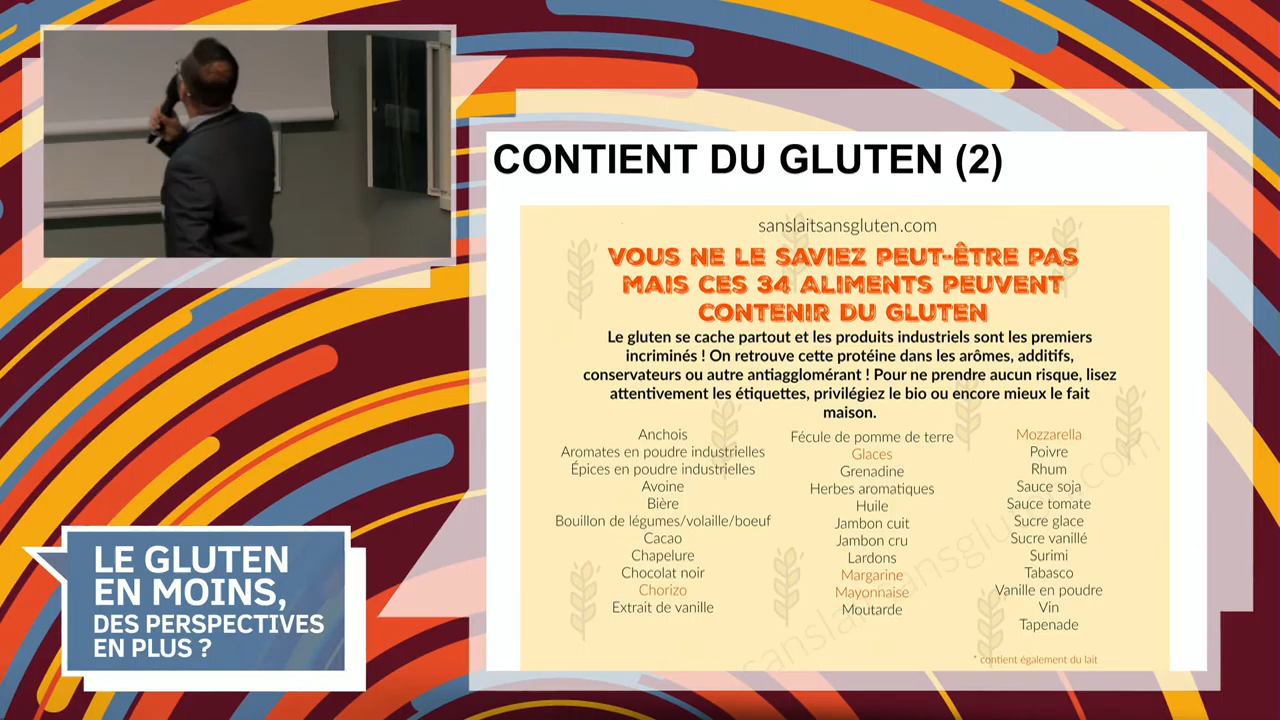 CONTIENT DU GLUTEN (2)
sanslaitsansgluten.com
VOUS NE LE SAVIEZ PEUT-ÊTRE PAS
MAIS CES 34 ALIMENTS PEUVENT
CONTENIR DU GLUTEN
Le gluten se cache partout et les produits industriels sont les premiers
incriminés ! On retrouve cette protéine dans les arômes, additifs,
conservateurs ou autre antiagglomérant ! Pour ne prendre aucun risque, lisez
attentivement les étiquettes, privilégiez le bio ou encore mieux le fait
maison.
Anchois
Aromates en poudre industrielles
Épices en poudre industrielles
Avoine
Bière
Bouillon de légumes/volaille/boeuf
Cacao
Chapelure
Chocolat noir
Chorizo
Extrait de vanille
Fécule de pomme de terre
Glaces
Grenadine
Herbes aromatiques
Huile
Jambon cuit
Jambon cru
Lardons
Margarine
Mayonnaise
Moutarde
Mozzarella
Poivre
Rhum
Sauce soja
Sauce tomate
Sucre glace
Sucre vanillé
Surimi
Tabasco
Vanille en poudre
Vin
Tapenade
* contient également du lait
sanslaitsansgluten.com
LE GLUTEN
EN MOINS,
DES PERSPECTIVES
EN PLUS ?